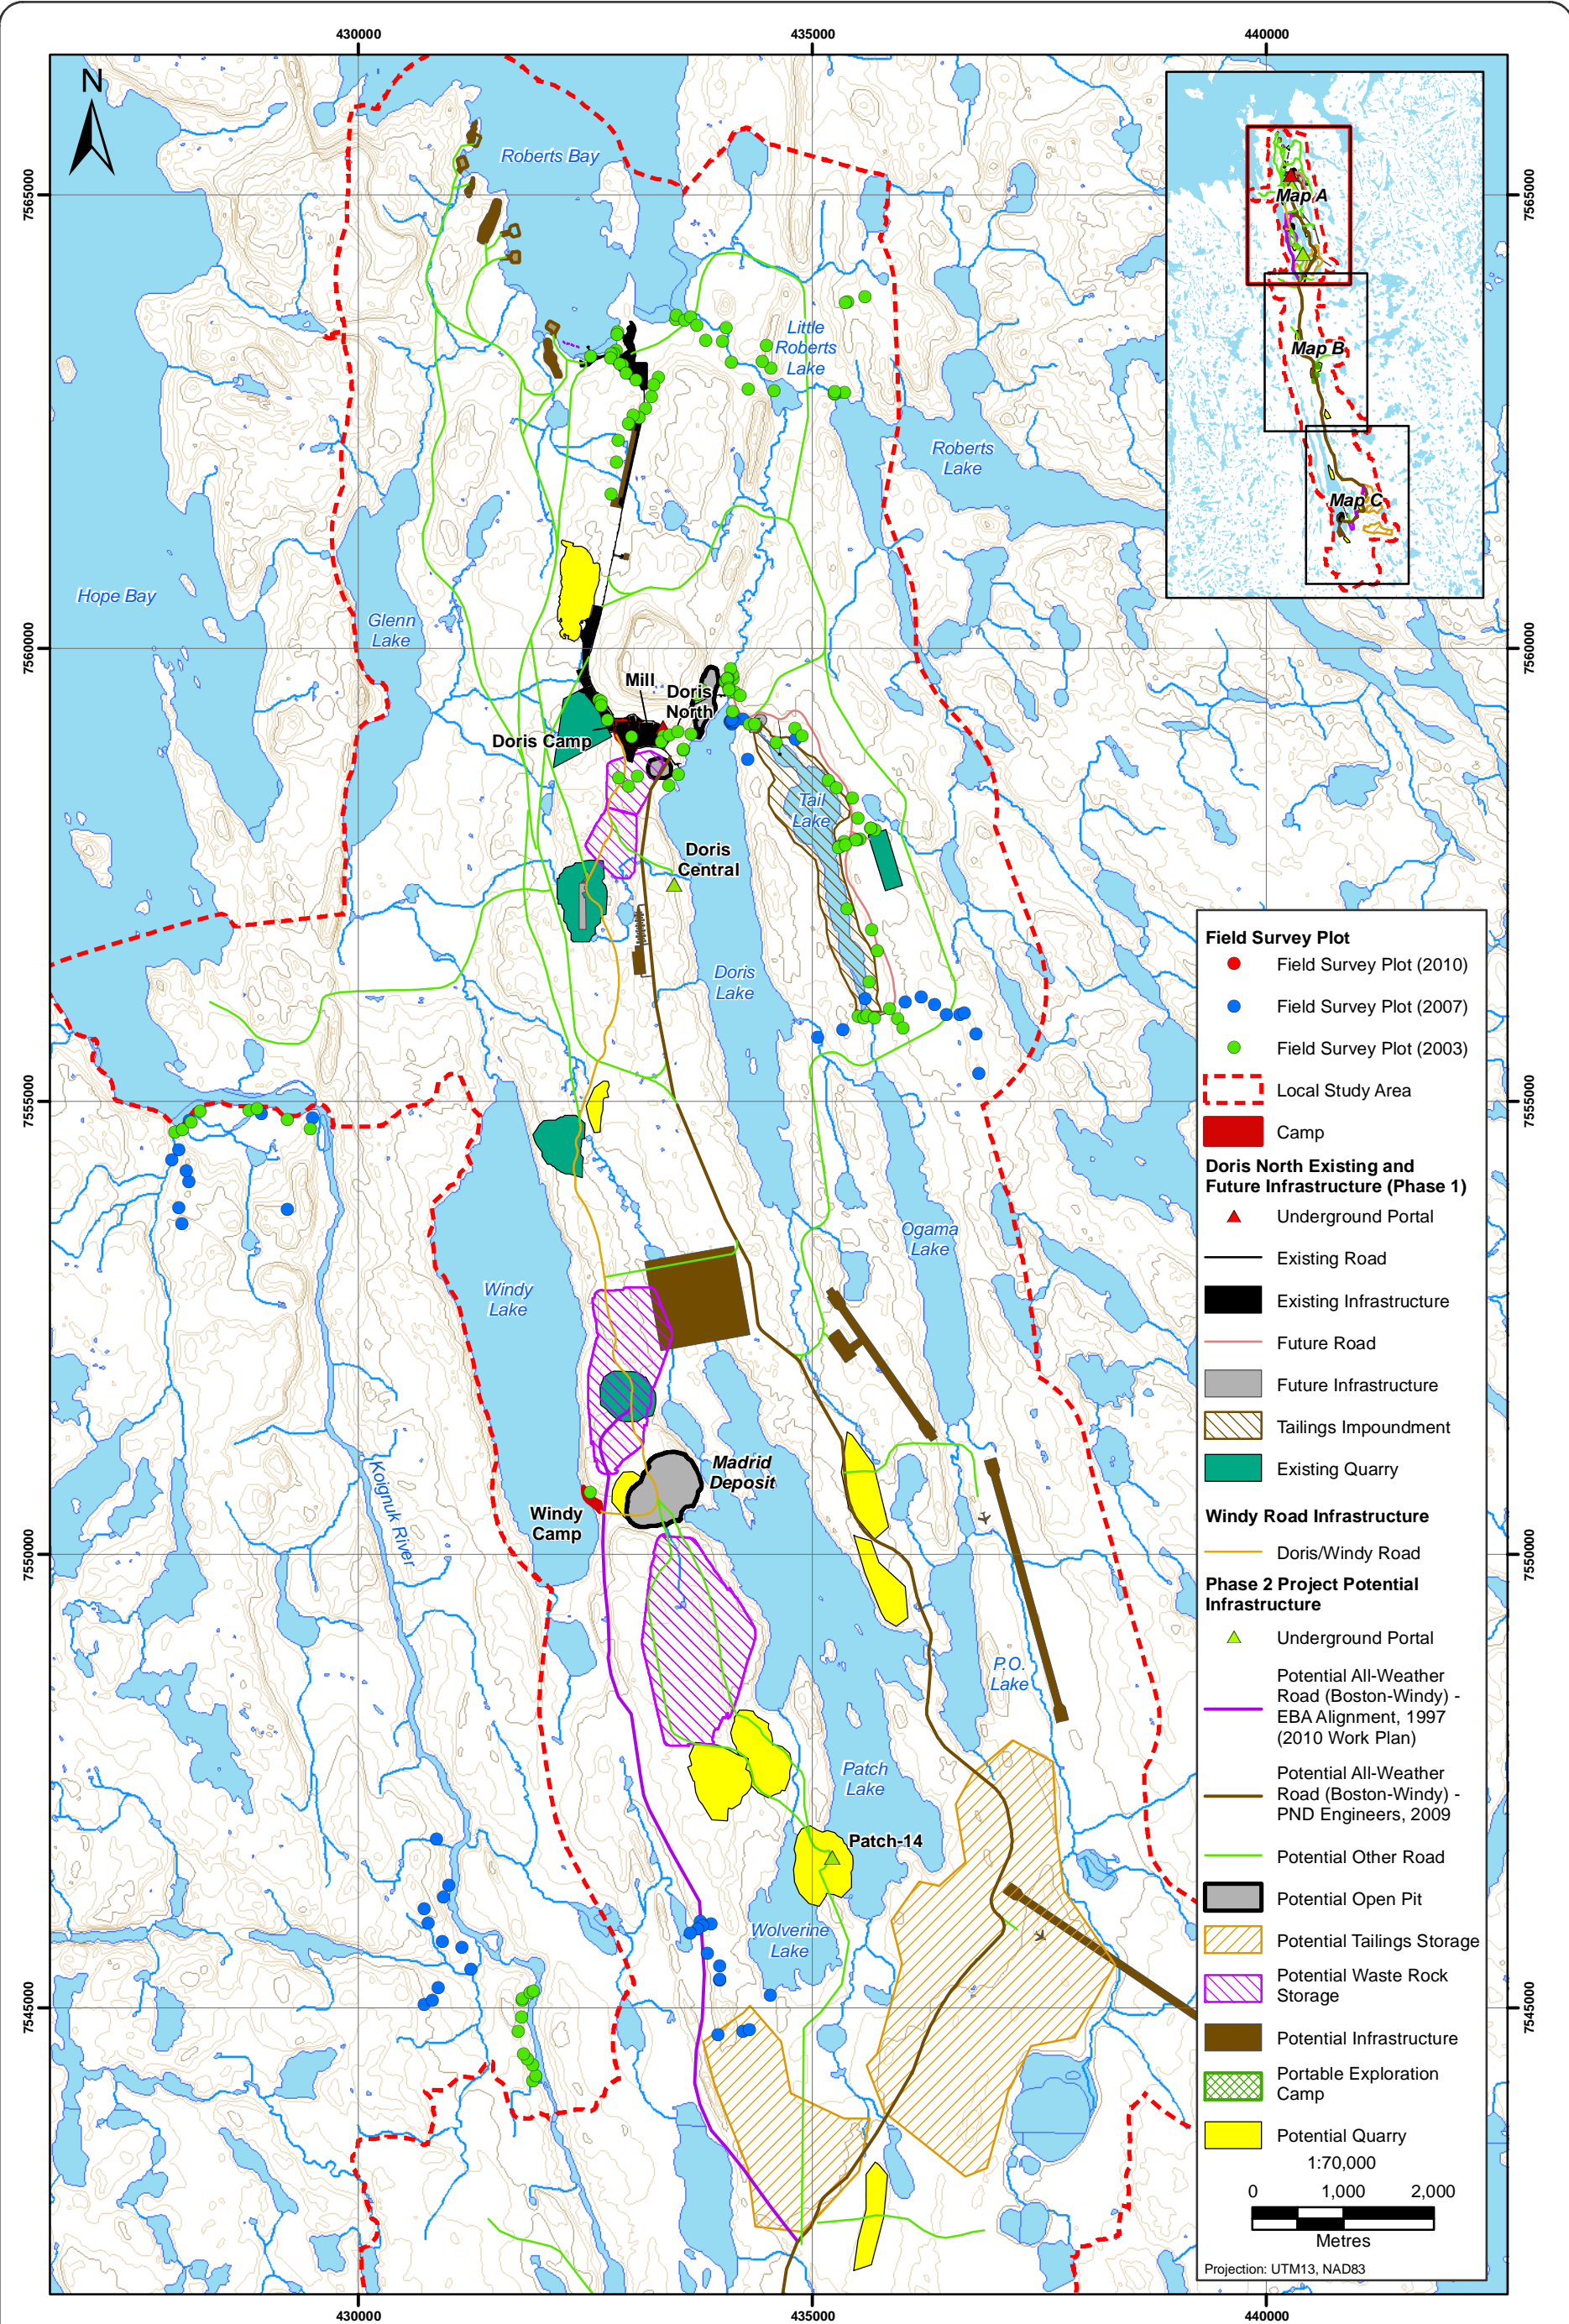 430000
435000
440000
N
7565000
7565000
Roberts Bay
Map A
Little
Roberts
Lake
Map B
Roberts
Lake
Map C
Hope Bay
Glenn
Lake
7560000
7560000
Mill
Doris
North
Doris Camp
Tail
Lake
Doris
Central
Doris
Lake
7555000
7555000
Ogama
Lake
Windy
Lake
Madrid
Deposit
Koignuk River
Windy
Camp
7550000
7550000
P.O.
Lake
Patch
Lake
Patch-14
Wolverine
Lake
7545000
7545000
Field Survey Plot
Field Survey Plot (2010)
Field Survey Plot (2007)
Field Survey Plot (2003)
Local Study Area
Camp
Doris North Existing and
Future Infrastructure (Phase 1)
Underground Portal
Existing Road
Existing Infrastructure
Future Road
Future Infrastructure
Tailings Impoundment
Existing Quarry
Windy Road Infrastructure
Doris/Windy Road
Phase 2 Project Potential
Infrastructure
Underground Portal
Potential All-Weather
Road (Boston-Windy) -
EBA Alignment, 1997
(2010 Work Plan)
Potential All-Weather
Road (Boston-Windy) -
PND Engineers, 2009
Potential Other Road
Potential Open Pit
Potential Tailings Storage
Potential Waste Rock
Storage
Potential Infrastructure
Portable Exploration
Camp
Potential Quarry
1:70,000
0 1,000 2,000
Metres
Projection: UTM13, NAD83
430000
435000
440000